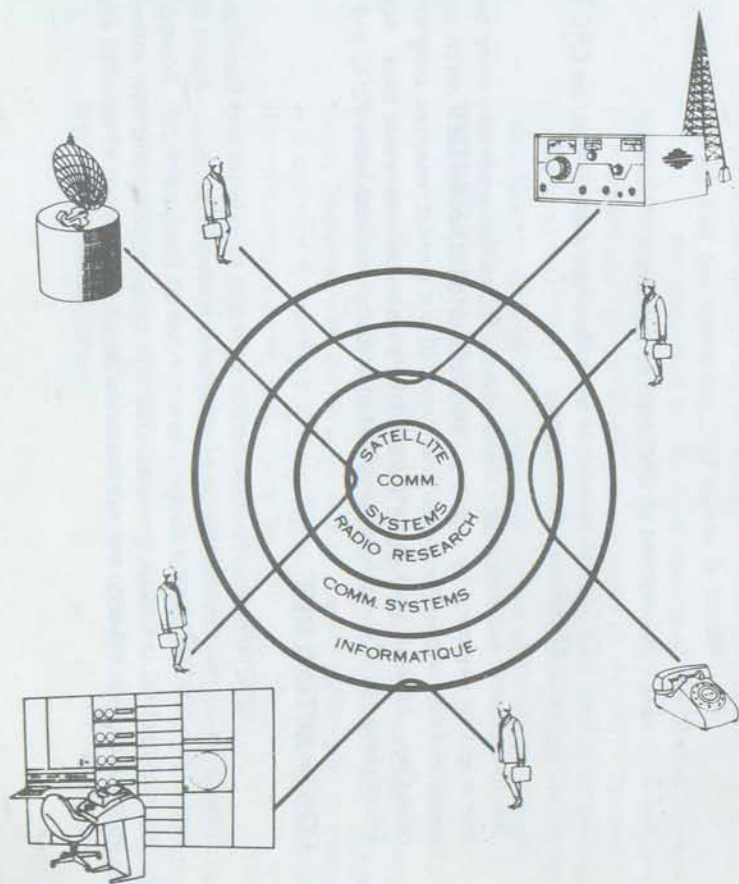 SATELLITE
COMM.
SYSTEMS
RADIO RESEARCH
COMM. SYSTEMS
INFORMATIQUE